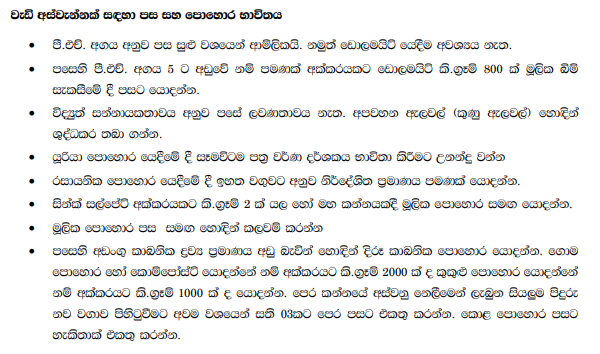 වැඩි අස්වැන්නක් සඳහා පස සහ පොහොර භාවිතය
• පී.එච්. අගය අනුව පස සුළු වශයෙන් ආම්ලිකයි. නමුත් ඩොලමයිට් යෙදීම අවශ්‍යය නැත.
• පසෙහි පී.එච්. අගය 5 ට අඩුවේ නම් පමණක් අක්කරයකට ඩොලමයිට් කි.ග්‍රෑම් 800 ක් මූලික බිම්
සැකසීමේ දී පසට යොදන්න.
• විද්‍යුත් සන්නායකතාවය අනුව පසේ ලවණතාවය නැත. අපවහන ඇලවල් (කුණු ඇලවල්) හොඳින්
ශුද්ධකර තබා ගන්න.
• යූරියා පොහොර යෙදීමේ දී සෑමවිටම පත්‍ර වර්ණ දර්ශකය භාවිතා කිරීමට උනන්දු වන්න
• රසායනික පොහොර යෙදීමේ දී ඉහත වගුවට අනුව නිර්දේශිත ප්‍රමාණය පමණක් යොදන්න.
• සින්ක් සල්පේට් අක්කරයකට කි.ග්‍රෑම් 2 ක් යල හෝ මහ කන්නයකදී මූලික පොහොර සමඟ යොදන්න.
• මූලික පොහොර පස සමඟ හොඳින් කලවම් කරන්න
• පසෙහි අඩංගු කාබනික ද්‍රව්‍ය ප්‍රමාණය අඩු බැවින් හොඳින් දිරූ කාබනික පොහොර යොදන්න. ගොම
පොහොර හෝ කොම්පෝස්ට් යොදන්නේ නම් අක්කරයට කි.ග්‍රෑම් 2000 ක් ද කුකුළු පොහොර යොදන්නේ
නම් අක්කරයට කි.ග්‍රෑම් 1000 ක් ද යොදන්න. පෙර කන්නයේ අස්වනු නෙලීමෙන් ලැබුන සියලුම පිදුරු
නව වගාව පිහිටුවීමට අවම වශයෙන් සති 03කට පෙර පසට එකතු කරන්න. කොළ පොහොර පසට
හැකිතාක් එකතු කරන්න.